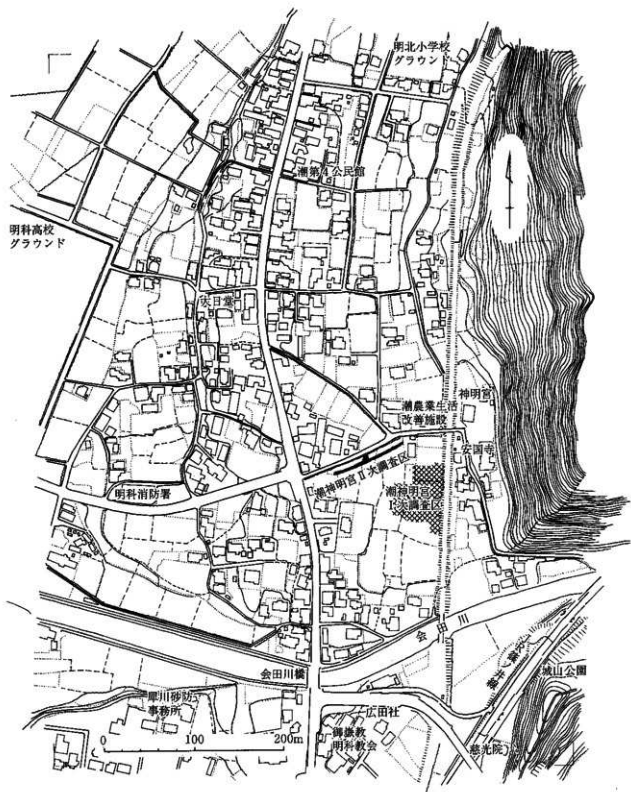 明北小学校
グラウンド
潮第4公民館
明科高校
グラウンド
大日堂
神明宮
潮農業生活
改善施設
安国寺
潮神明宮Ⅱ次調査区
潮神明宮
Ⅰ次調査区
明科消防署
会田川
会田川橋
城山公園
犀川砂防
事務所
広田社
御嶽教
明科教会
慈光院
0 100 200m